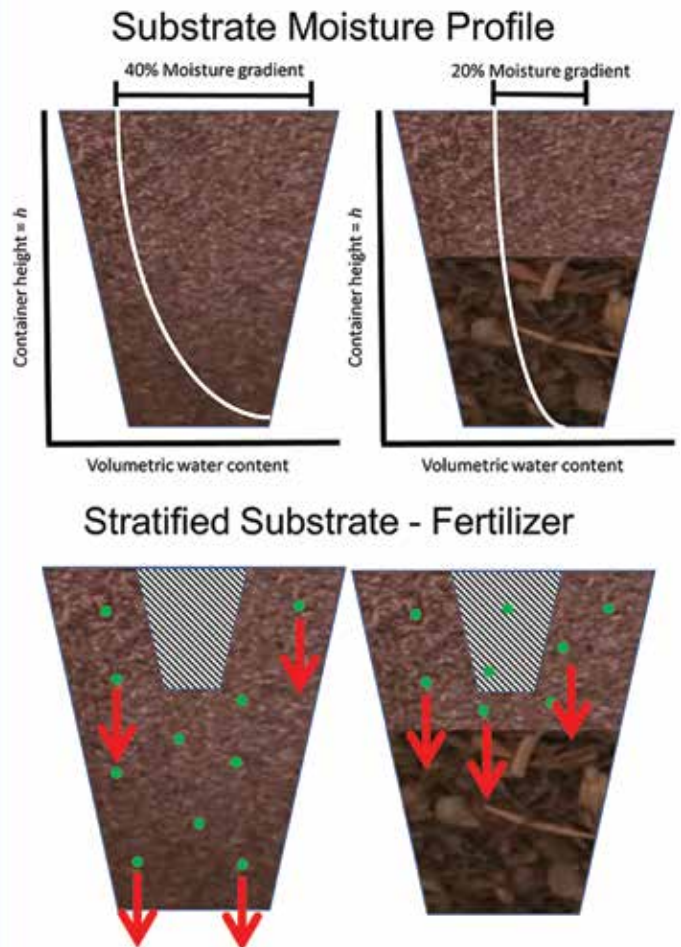 Substrate Moisture Profile
40% Moisture gradient
20% Moisture gradient
Container height = h
Container height = h
Volumetric water content
Volumetric water content
Stratified Substrate - Fertilizer